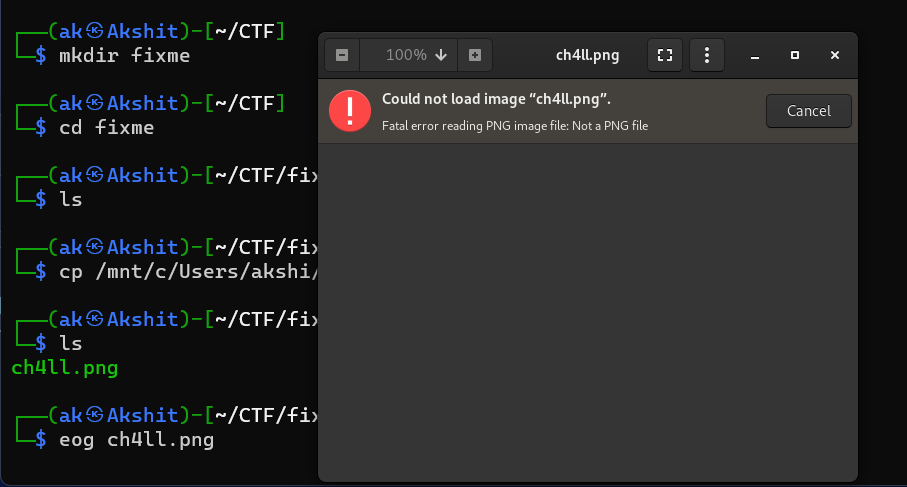 ┌──(ak㉿Akshit)-[~/CTF]
└─$ mkdir fixme
┌──(ak㉿Akshit)-[~/CTF]
└─$ cd fixme
┌──(ak㉿Akshit)-[~/CTF/fix
└─$ ls
┌──(ak㉿Akshit)-[~/CTF/fix
└─$ cp /mnt/c/Users/akshi/
┌──(ak㉿Akshit)-[~/CTF/fix
└─$ ls
ch4ll.png
┌──(ak㉿Akshit)-[~/CTF/fix
└─$ eog ch4ll.png
100% ch4ll.png
Could not load image “ch4ll.png”.
Fatal error reading PNG image file: Not a PNG file
Cancel